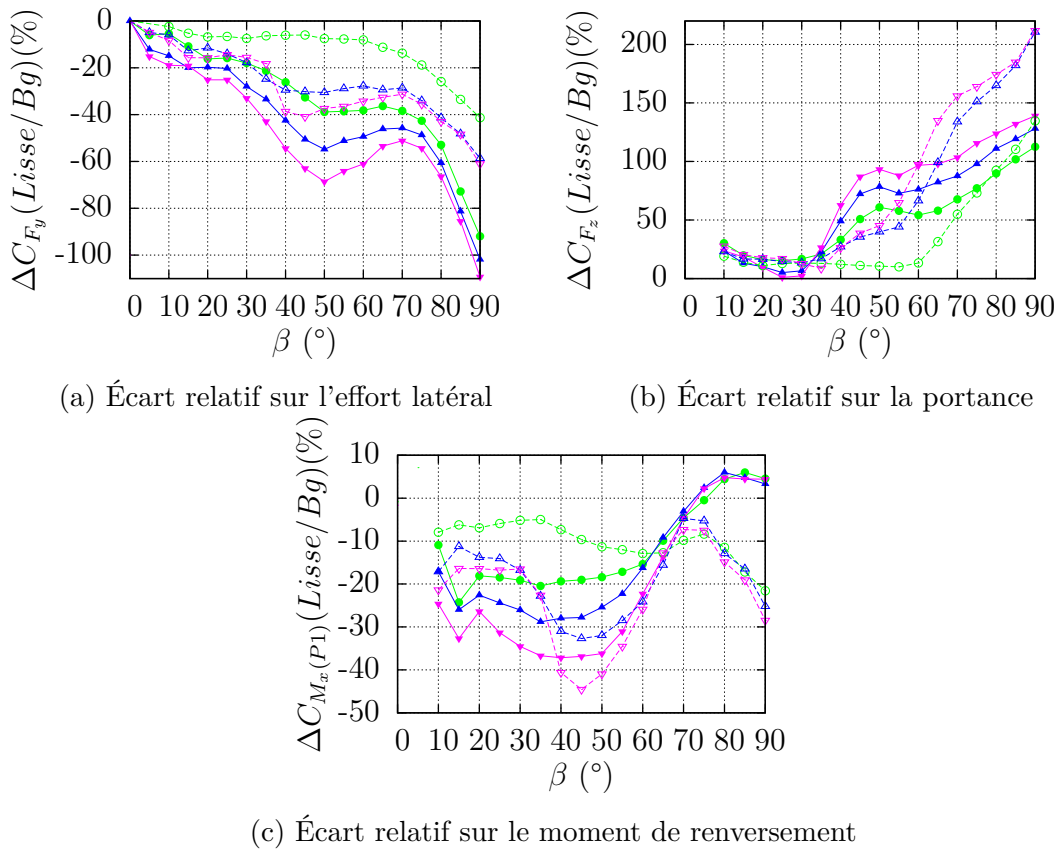 0
-20
-40
-60
-80
-100
0 10 20 30 40 50 60 70 80 90
ΔC_{F_y}(Lisse/Bg)(%)
β (°)
(a) Écart relatif sur l'effort latéral
200
150
100
50
0
0 10 20 30 40 50 60 70 80 90
ΔC_{F_z}(Lisse/Bg)(%)
β (°)
(b) Écart relatif sur la portance
10
0
-10
-20
-30
-40
-50
0 10 20 30 40 50 60 70 80 90
ΔC_{M_x(P1)}(Lisse/Bg)(%)
β (°)
(c) Écart relatif sur le moment de renversement